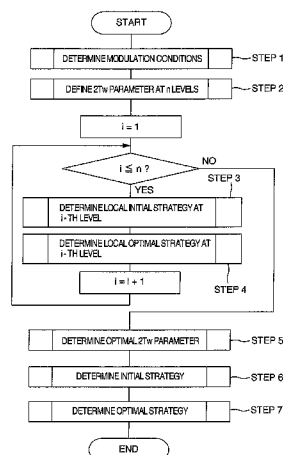 START
DETERMINE MODULATION CONDITIONS
STEP 1
DEFINE 2Tw PARAMETER AT n LEVELS
STEP 2
i = 1
i ≦ n ?
NO
YES
STEP 3
DETERMINE LOCAL INITIAL STRATEGY AT
i - TH LEVEL
DETERMINE LOCAL OPTIMAL STRATEGY AT
i - TH LEVEL
STEP 4
i = i + 1
DETERMINE OPTIMAL 2Tw PARAMETER
STEP 5
DETERMINE INITIAL STRATEGY
STEP 6
DETERMINE OPTIMAL STRATEGY
STEP 7
END